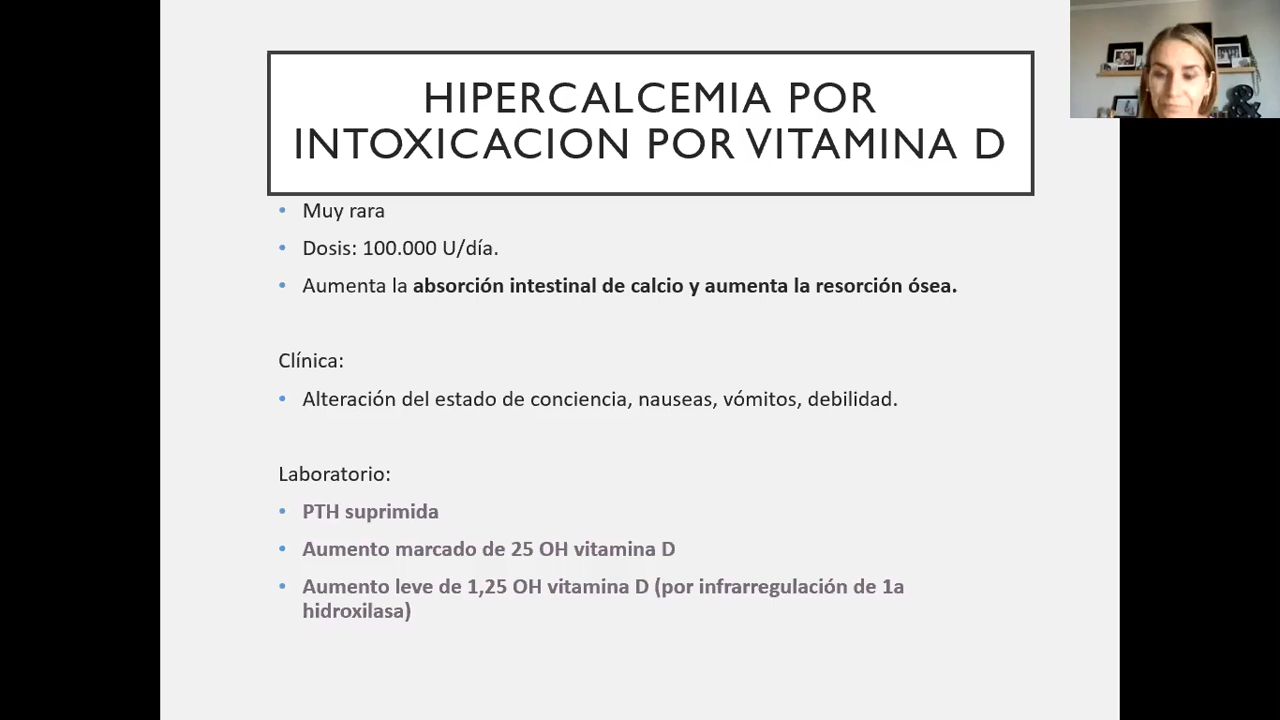 HIPERCALCEMIA POR
INTOXICACION POR VITAMINA D
• Muy rara
• Dosis: 100.000 U/día.
• Aumenta la absorción intestinal de calcio y aumenta la resorción ósea.
Clínica:
• Alteración del estado de conciencia, nauseas, vómitos, debilidad.
Laboratorio:
• PTH suprimida
• Aumento marcado de 25 OH vitamina D
• Aumento leve de 1,25 OH vitamina D (por infrarregulación de 1a
hidroxilasa)